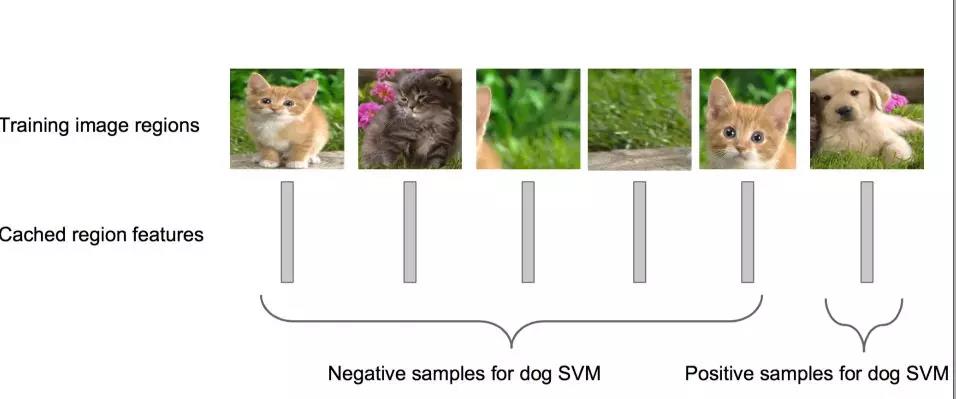 Training image regions
Cached region features
Negative samples for dog SVM
Positive samples for dog SVM